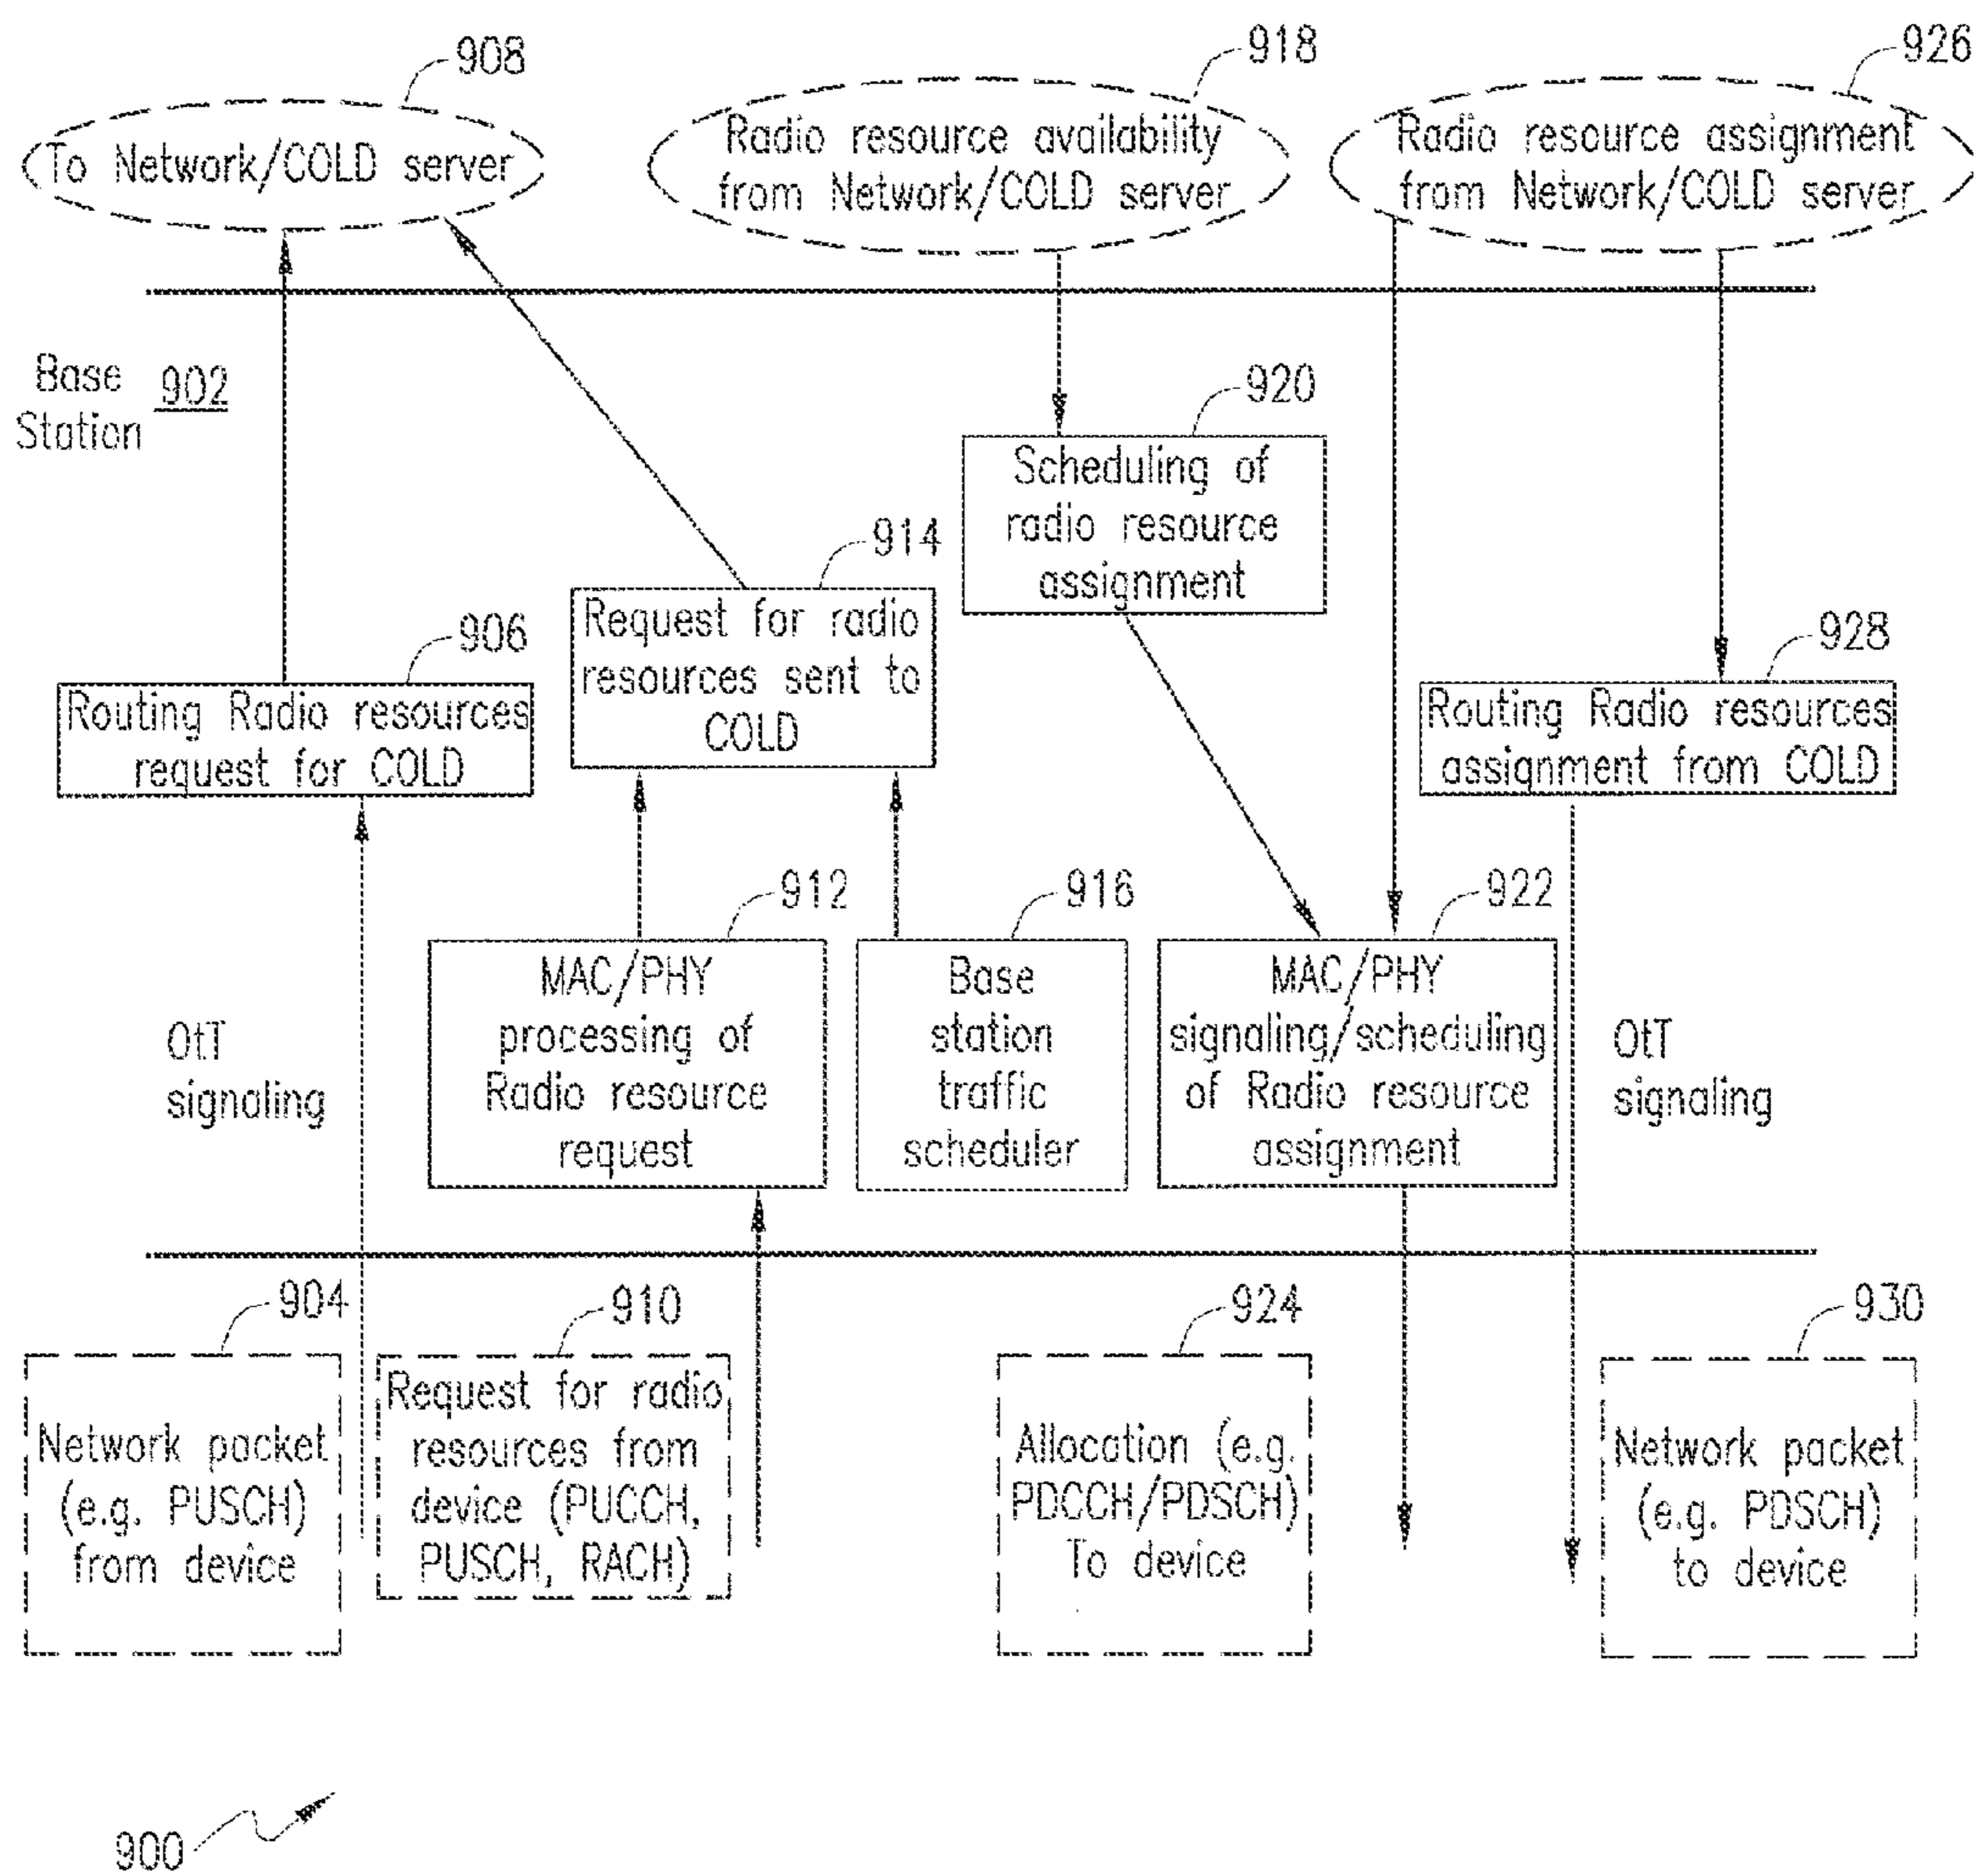 908
To Network/COLD server
918
Radio resource availability
from Network/COLD server
926
Radio resource assignment
from Network/COLD server
Base
Station
902
920
Scheduling of
radio resource
assignment
914
Request for radio
resources sent to
COLD
906
Routing Radio resources
request for COLD
928
Routing Radio resources
assignment from COLD
OtT
signaling
912
MAC/PHY
processing of
Radio resource
request
916
Base
station
traffic
scheduler
922
MAC/PHY
signaling/scheduling
of Radio resource
assignment
OtT
signaling
904
Network packet
(e.g. PUSCH)
from device
910
Request for radio
resources from
device (PUCCH,
PUSCH, RACH)
924
Allocation (e.g.
PDCCH/PDSCH)
To device
930
Network packet
(e.g. PDSCH)
to device
900